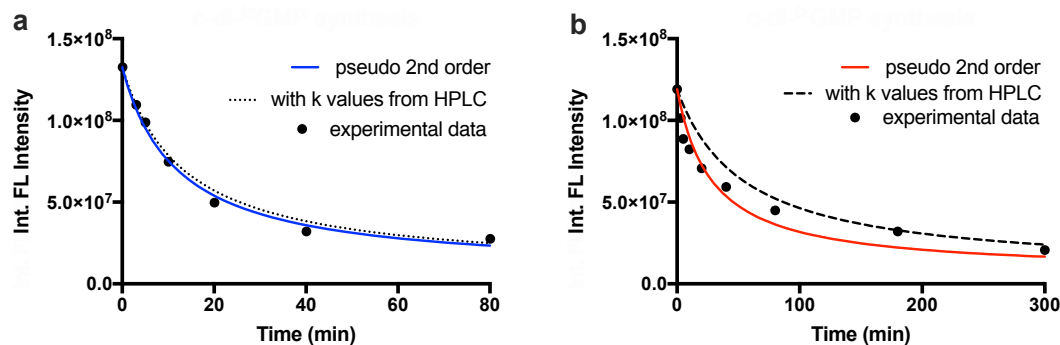 a
1.5×10⁸
1.0×10⁸
5.0×10⁷
0.0
Int. FL Intensity
0
20
40
60
80
Time (min)
pseudo 2nd order
with k values from HPLC
experimental data
b
1.5×10⁸
1.0×10⁸
5.0×10⁷
0.0
Int. FL Intensity
0
100
200
300
Time (min)
pseudo 2nd order
with k values from HPLC
experimental data